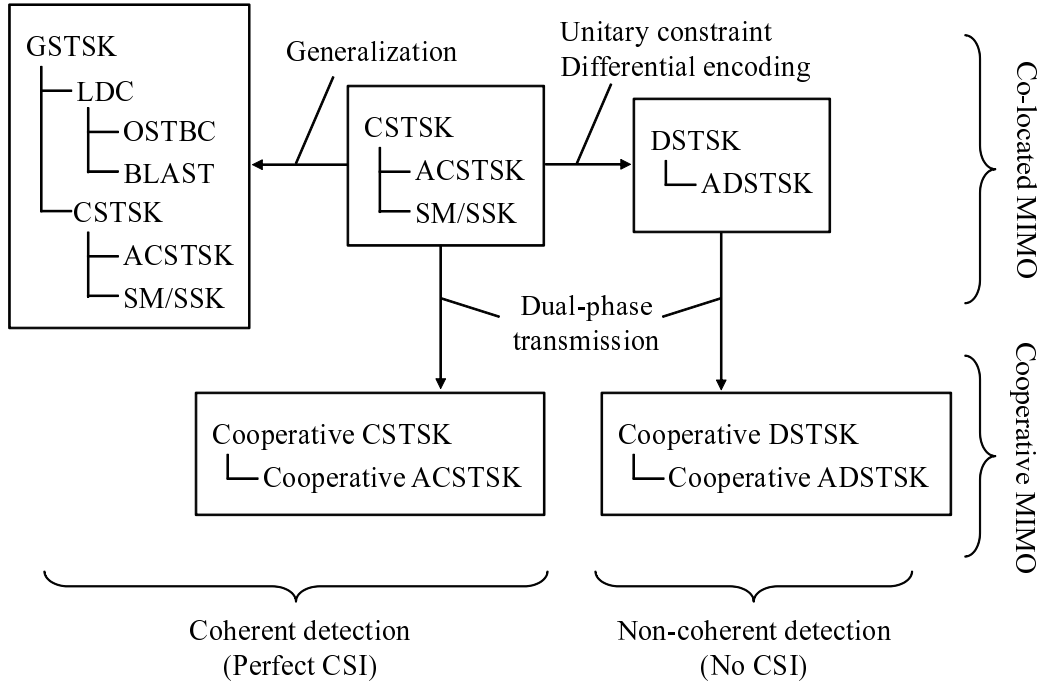 GSTSK
LDC
OSTBC
BLAST
CSTSK
ACSTSK
SM/SSK
Generalization
CSTSK
ACSTSK
SM/SSK
Unitary constraint
Differential encoding
DSTSK
ADSTSK
Co-located MIMO
Dual-phase
transmission
Cooperative CSTSK
Cooperative ACSTSK
Cooperative DSTSK
Cooperative ADSTSK
Cooperative MIMO
Coherent detection
(Perfect CSI)
Non-coherent detection
(No CSI)